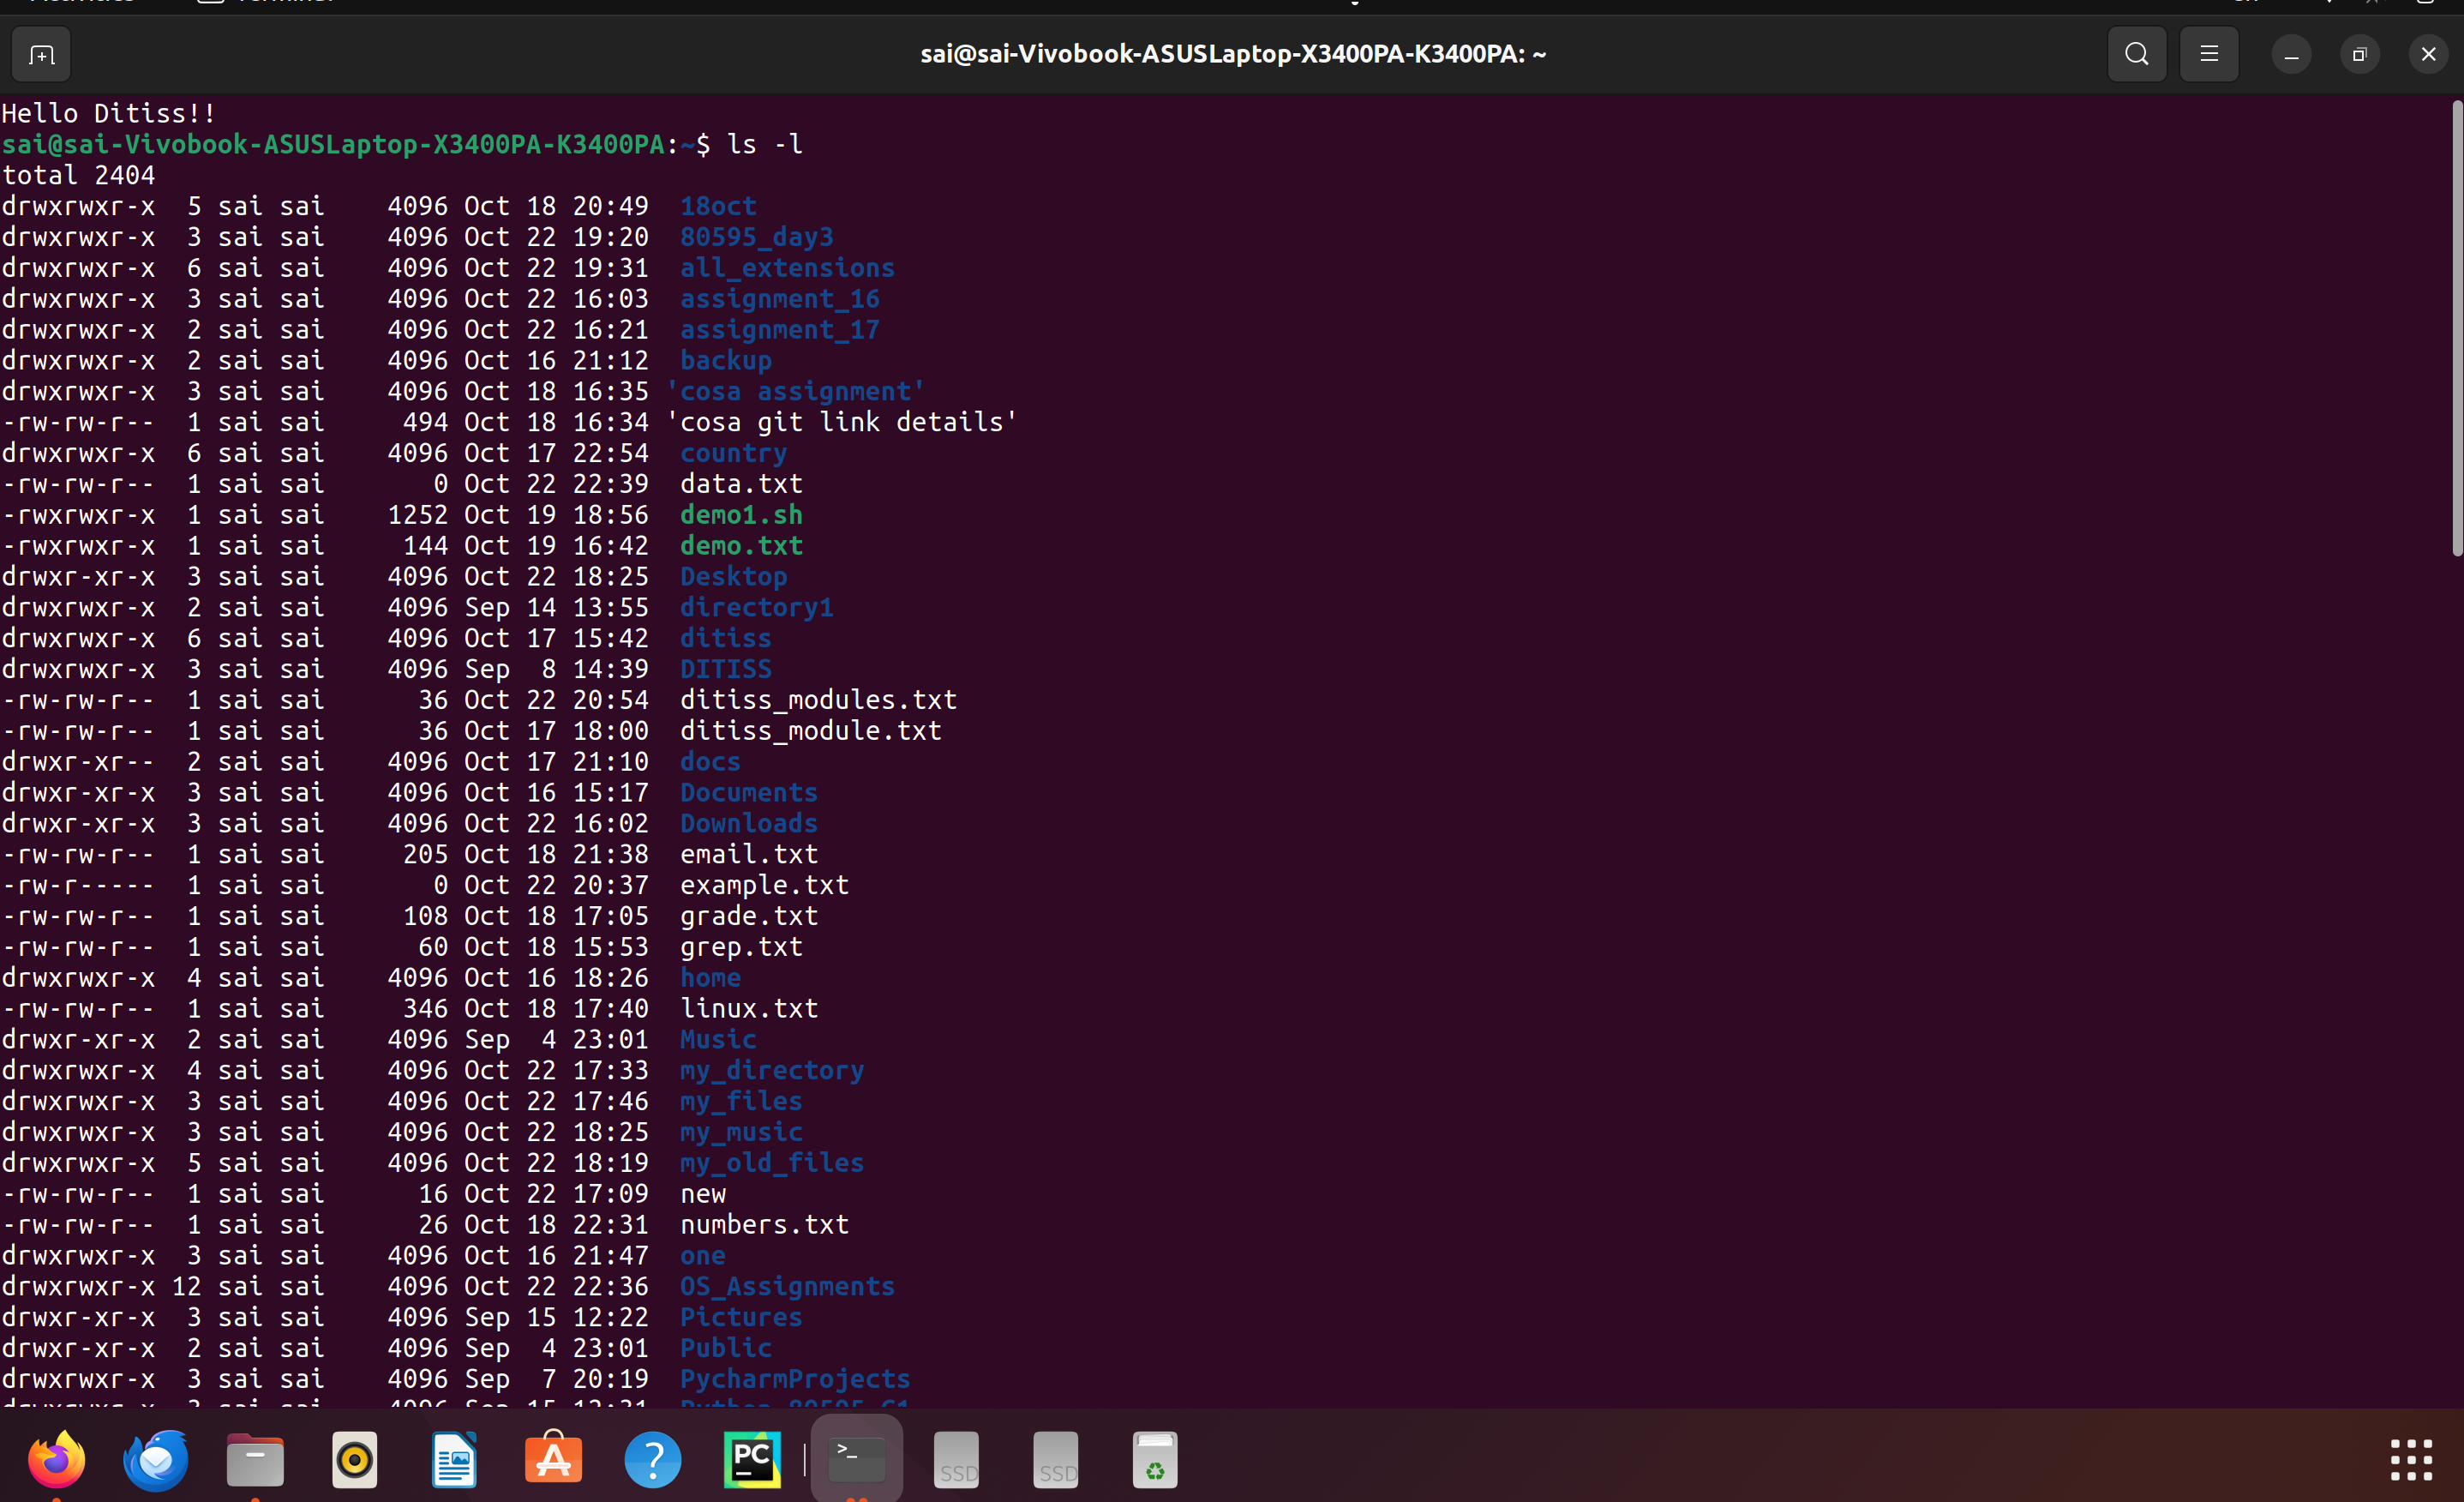 sai@sai-Vivobook-ASUSLaptop-X3400PA-K3400PA: ~
Hello Ditiss!!
sai@sai-Vivobook-ASUSLaptop-X3400PA-K3400PA:~$ ls -l
total 2404
drwxrwxr-x  5 sai sai    4096 Oct 18 20:49  18oct
drwxrwxr-x  3 sai sai    4096 Oct 22 19:20  80595_day3
drwxrwxr-x  6 sai sai    4096 Oct 22 19:31  all_extensions
drwxrwxr-x  3 sai sai    4096 Oct 22 16:03  assignment_16
drwxrwxr-x  2 sai sai    4096 Oct 22 16:21  assignment_17
drwxrwxr-x  2 sai sai    4096 Oct 16 21:12  backup
drwxrwxr-x  3 sai sai    4096 Oct 18 16:35 'cosa assignment'
-rw-rw-r--  1 sai sai     494 Oct 18 16:34 'cosa git link details'
drwxrwxr-x  6 sai sai    4096 Oct 17 22:54  country
-rw-rw-r--  1 sai sai       0 Oct 22 22:39  data.txt
-rwxrwxr-x  1 sai sai    1252 Oct 19 18:56  demo1.sh
-rwxrwxr-x  1 sai sai     144 Oct 19 16:42  demo.txt
drwxr-xr-x  3 sai sai    4096 Oct 22 18:25  Desktop
drwxrwxr-x  2 sai sai    4096 Sep 14 13:55  directory1
drwxrwxr-x  6 sai sai    4096 Oct 17 15:42  ditiss
drwxrwxr-x  3 sai sai    4096 Sep  8 14:39  DITISS
-rw-rw-r--  1 sai sai      36 Oct 22 20:54  ditiss_modules.txt
-rw-rw-r--  1 sai sai      36 Oct 17 18:00  ditiss_module.txt
drwxr-xr--  2 sai sai    4096 Oct 17 21:10  docs
drwxr-xr-x  3 sai sai    4096 Oct 16 15:17  Documents
drwxr-xr-x  3 sai sai    4096 Oct 22 16:02  Downloads
-rw-rw-r--  1 sai sai     205 Oct 18 21:38  email.txt
-rw-r-----  1 sai sai       0 Oct 22 20:37  example.txt
-rw-rw-r--  1 sai sai     108 Oct 18 17:05  grade.txt
-rw-rw-r--  1 sai sai      60 Oct 18 15:53  grep.txt
drwxrwxr-x  4 sai sai    4096 Oct 16 18:26  home
-rw-rw-r--  1 sai sai     346 Oct 18 17:40  linux.txt
drwxr-xr-x  2 sai sai    4096 Sep  4 23:01  Music
drwxrwxr-x  4 sai sai    4096 Oct 22 17:33  my_directory
drwxrwxr-x  3 sai sai    4096 Oct 22 17:46  my_files
drwxrwxr-x  3 sai sai    4096 Oct 22 18:25  my_music
drwxrwxr-x  5 sai sai    4096 Oct 22 18:19  my_old_files
-rw-rw-r--  1 sai sai      16 Oct 22 17:09  new
-rw-rw-r--  1 sai sai      26 Oct 18 22:31  numbers.txt
drwxrwxr-x  3 sai sai    4096 Oct 16 21:47  one
drwxrwxr-x 12 sai sai    4096 Oct 22 22:36  OS_Assignments
drwxr-xr-x  3 sai sai    4096 Sep 15 12:22  Pictures
drwxr-xr-x  2 sai sai    4096 Sep  4 23:01  Public
drwxrwxr-x  3 sai sai    4096 Sep  7 20:19  PycharmProjects
PC
>_
SSD
SSD